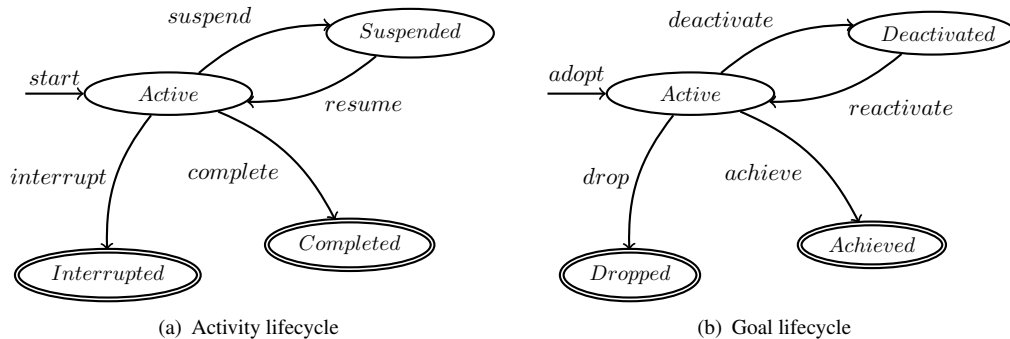 suspend
Suspended
start
Active
resume
interrupt
complete
Completed
Interrupted
(a) Activity lifecycle
deactivate
Deactivated
adopt
Active
reactivate
drop
achieve
Achieved
Dropped
(b) Goal lifecycle